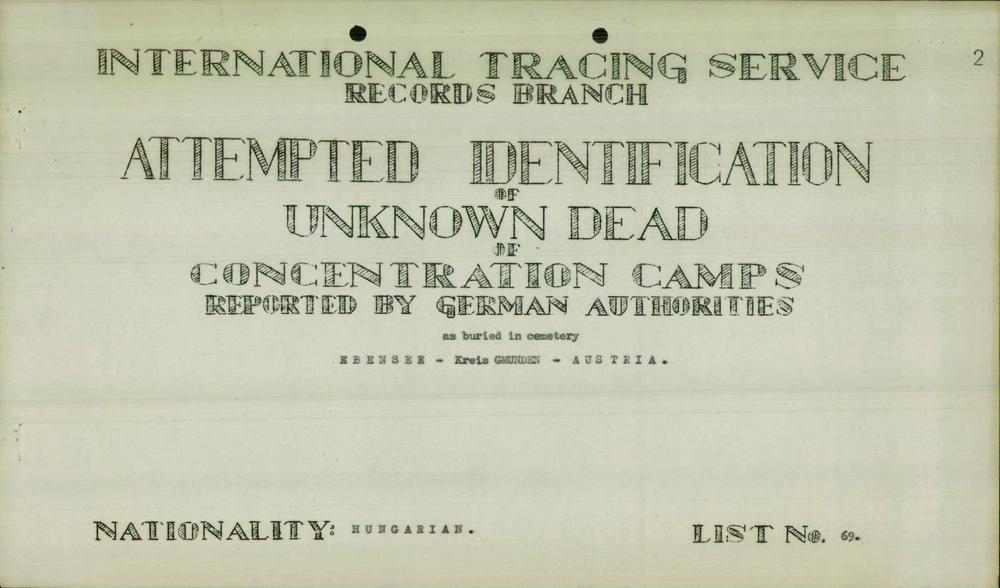 2
INTERNATIONAL TRACING SERVICE
RECORDS BRANCH
ATTEMPTED IDENTIFICATION
OF
UNKNOWN DEAD
OF
CONCENTRATION CAMPS
REPORTED BY GERMAN AUTHORITIES
as buried in cemetery
EBENSEE - Kreis GMUNDEN - AUSTRIA.
NATIONALITY: HUNGARIAN. LIST No. 69.